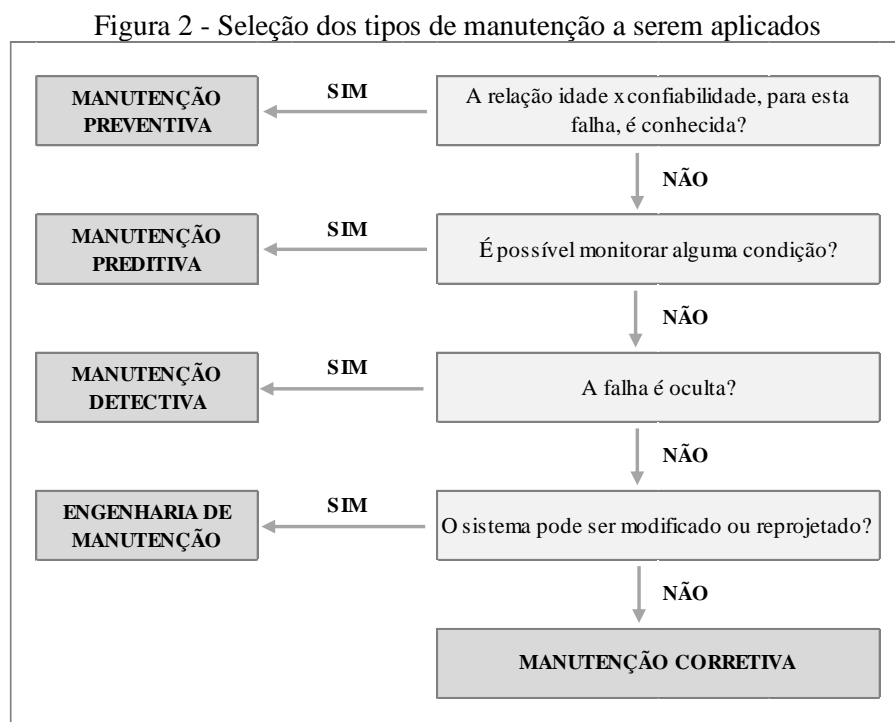 Figura 2 - Seleção dos tipos de manutenção a serem aplicados
MANUTENÇÃO
PREVENTIVA
SIM
A relação idade x confiabilidade, para esta
falha, é conhecida?
NÃO
MANUTENÇÃO
PREDITIVA
SIM
É possível monitorar alguma condição?
NÃO
MANUTENÇÃO
DETECTIVA
SIM
A falha é oculta?
NÃO
ENGENHARIA DE
MANUTENÇÃO
SIM
O sistema pode ser modificado ou reprojetado?
NÃO
MANUTENÇÃO CORRETIVA